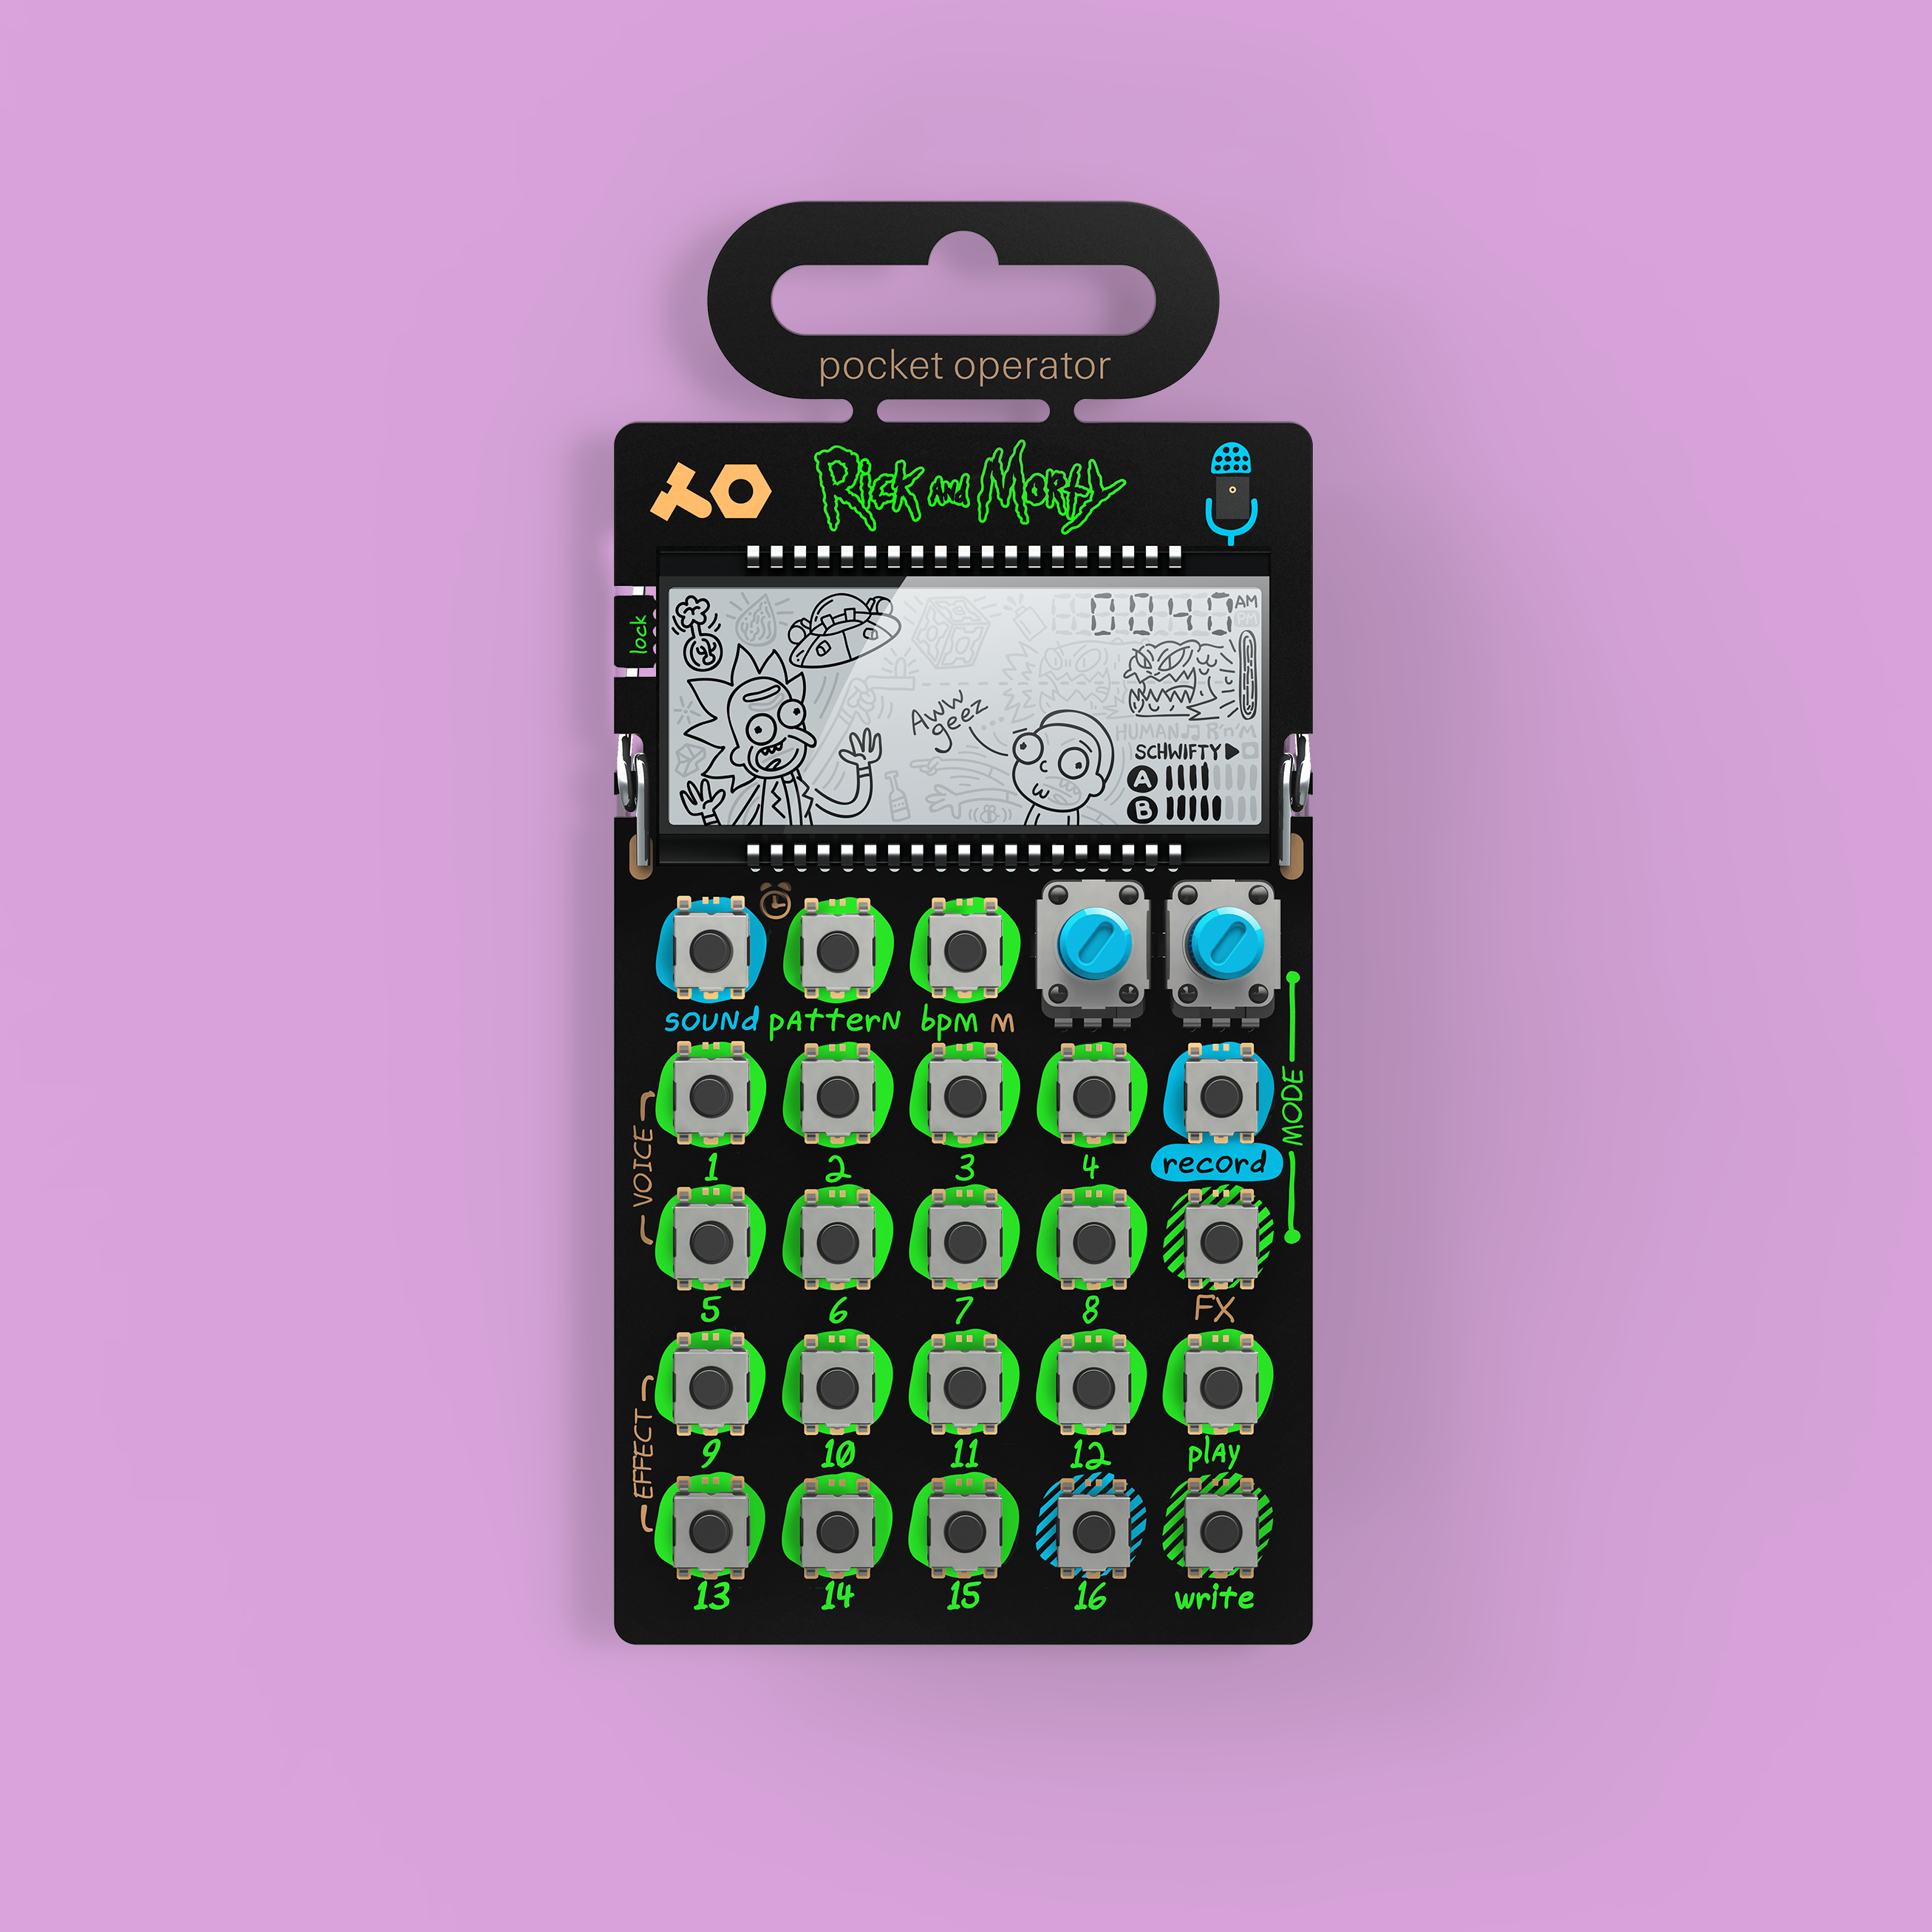 pocket operator
Rick and Morty
lock
0040 AM
PM
Aww
geez
HUMAN R'n'M
SCHWIFTY
A
B
sound pattern bpm M
1 2 3 4 record
MODE
VOICE
5 6 7 8 FX
9 10 11 12 play
EFFECT
13 14 15 16 write